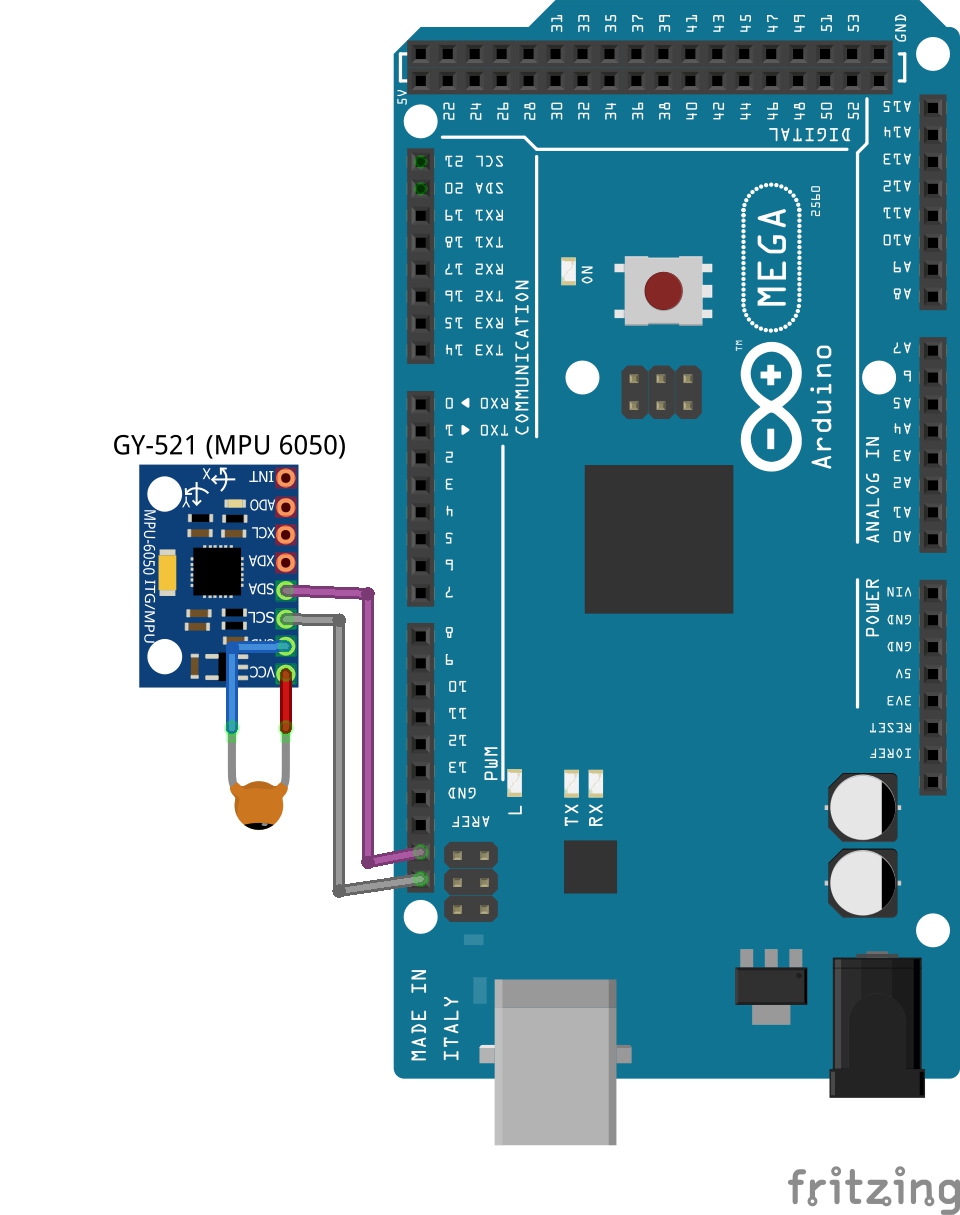 31 33 35 37 39 41 43 45 47 49 51 53 GND
5V 22 24 26 28 30 32 34 36 38 40 42 44 46 48 50 52
DIGITAL
SCL 21
SDA 20
RX1 19
TX1 18
RX2 17
TX2 16
RX3 15
TX3 14
COMMUNICATION
RX0 0
TX0 1
2
3
4
5
6
7
8
9
10
11
12
13
GND
AREF
PWM
ON
MEGA
2560
TM
Arduino
A15
A14
A13
A12
A11
A10
A9
A8
A7
6
A5
A4
A3
A2
A1
A0
ANALOG IN
POWER
VIN
GND
GND
5V
3V3
RESET
IOREF
L
TX
RX
MADE IN
ITALY
GY-521 (MPU 6050)
X
Y
INT
ADO
XCL
XDA
SDA
SCL
VCC
MPU-6050 ITG/MPU
fritzing